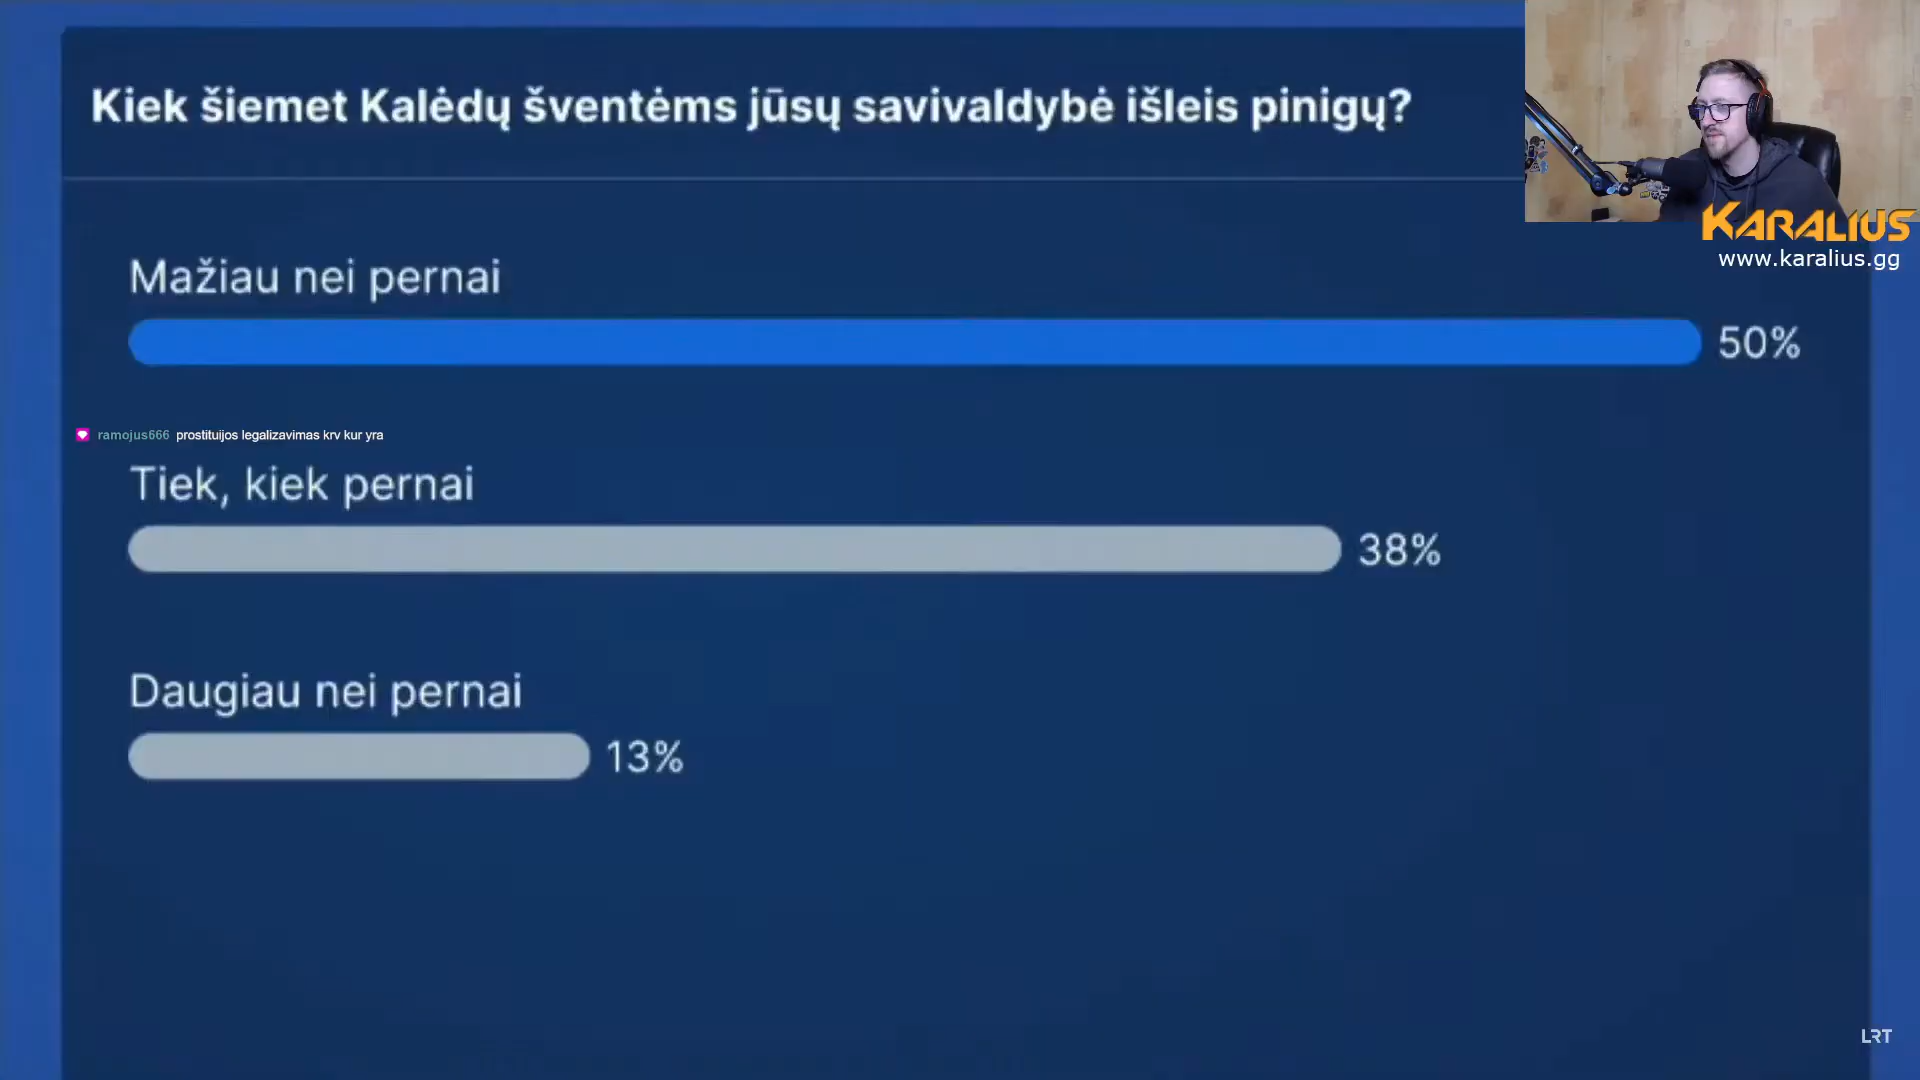 Kiek šiemet Kalėdų šventėms jūsų savivaldybė išleis pinigų?
KARALIUS
www.karalius.gg
Mažiau nei pernai
50%
ramojus666 prostituijos legalizavimas krv kur yra
Tiek, kiek pernai
38%
Daugiau nei pernai
13%
LRT